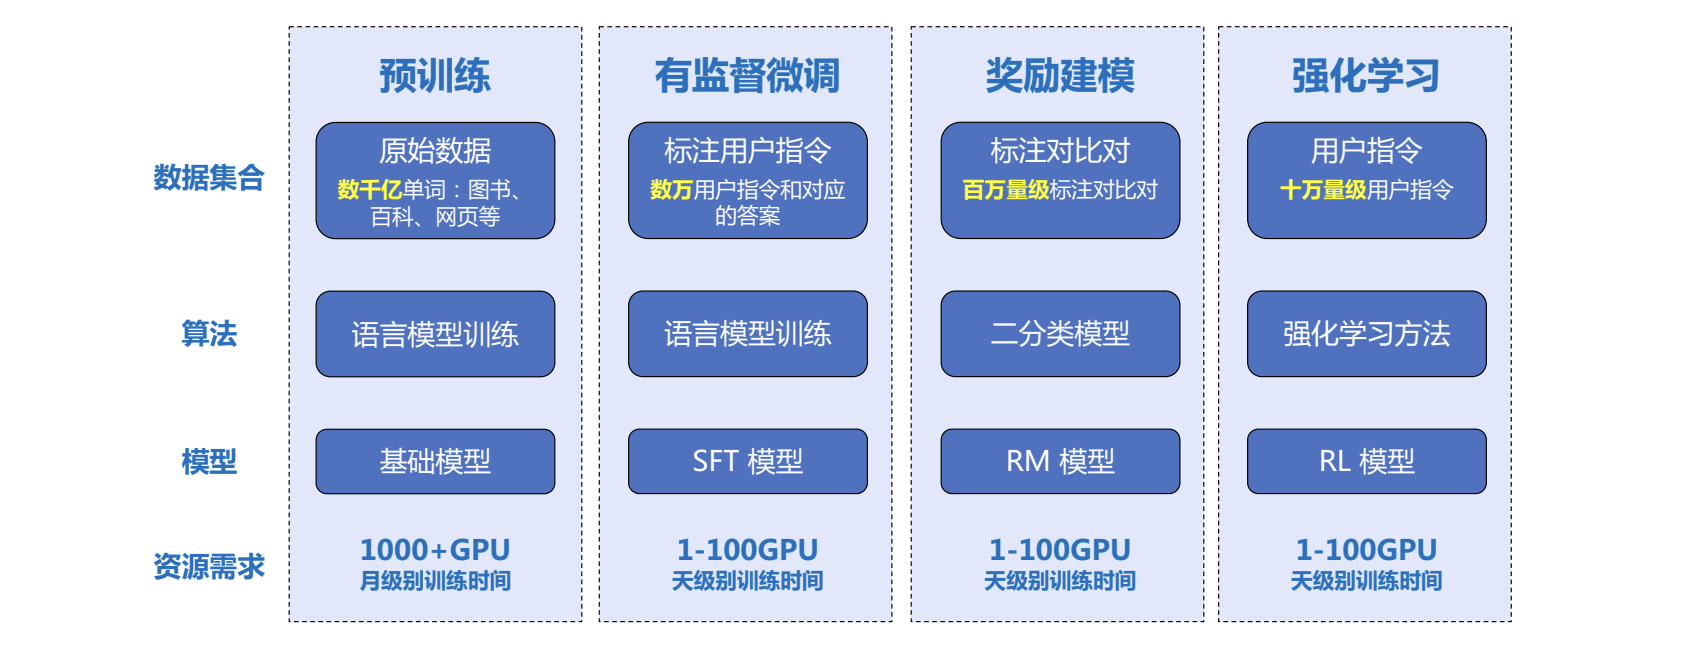 预训练
有监督微调
奖励建模
强化学习
数据集合
原始数据
数千亿单词：图书、
百科、网页等
标注用户指令
数万用户指令和对应
的答案
标注对比对
百万量级标注对比对
用户指令
十万量级用户指令
算法
语言模型训练
语言模型训练
二分类模型
强化学习方法
模型
基础模型
SFT 模型
RM 模型
RL 模型
资源需求
1000+GPU
月级别训练时间
1-100GPU
天级别训练时间
1-100GPU
天级别训练时间
1-100GPU
天级别训练时间